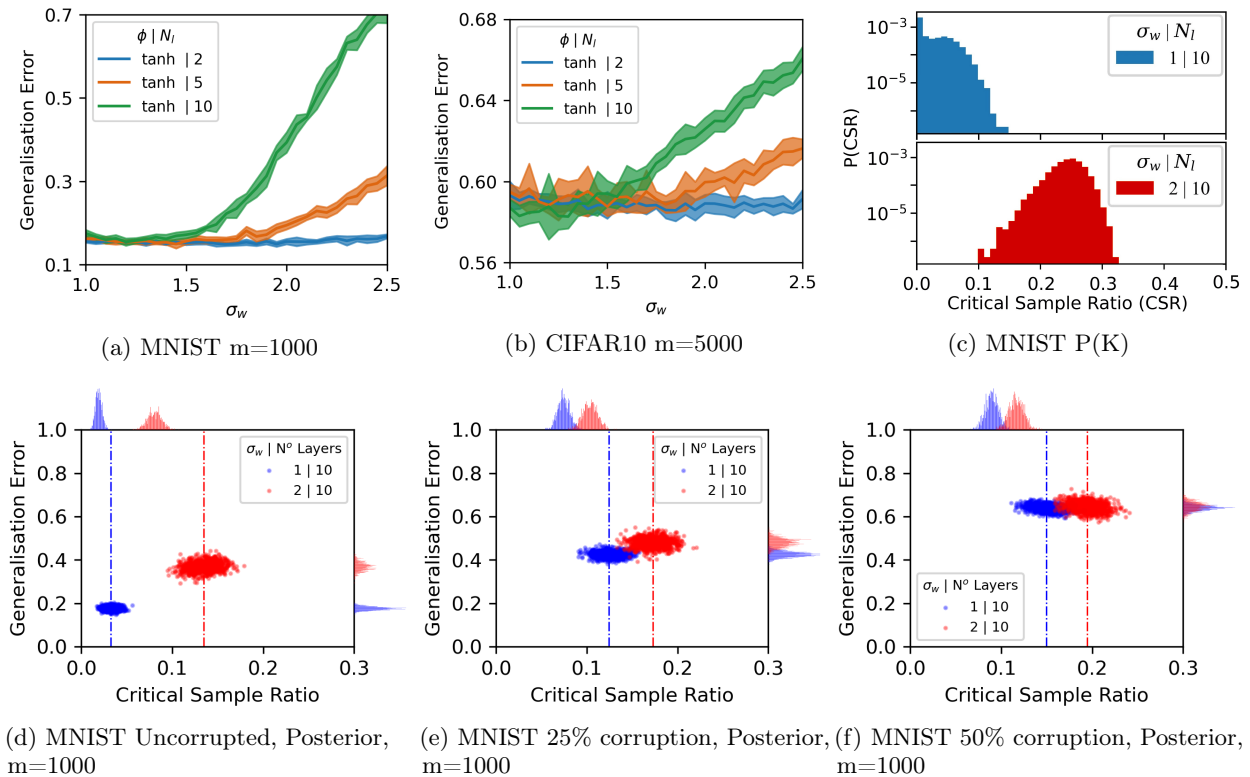 0.7
0.5
0.3
0.1
Generalisation Error
ϕ | N_l
tanh | 2
tanh | 5
tanh | 10
1.0 1.5 2.0 2.5
σ_w
(a) MNIST m=1000
0.68
0.64
0.60
0.56
Generalisation Error
ϕ | N_l
tanh | 2
tanh | 5
tanh | 10
1.0 1.5 2.0 2.5
σ_w
(b) CIFAR10 m=5000
10⁻³
10⁻⁵
σ_w | N_l
1 | 10
P(CSR)
10⁻³
10⁻⁵
σ_w | N_l
2 | 10
0.0 0.1 0.2 0.3 0.4 0.5
Critical Sample Ratio (CSR)
(c) MNIST P(K)
1.0
0.8
0.6
0.4
0.2
0.0
Generalisation Error
σ_w | Nᵒ Layers
1 | 10
2 | 10
0.0 0.1 0.2 0.3
Critical Sample Ratio
(d) MNIST Uncorrupted, Posterior,
m=1000
1.0
0.8
0.6
0.4
0.2
0.0
Generalisation Error
σ_w | Nᵒ Layers
1 | 10
2 | 10
0.0 0.1 0.2 0.3
Critical Sample Ratio
(e) MNIST 25% corruption, Posterior,
m=1000
1.0
0.8
0.6
0.4
0.2
0.0
Generalisation Error
σ_w | Nᵒ Layers
1 | 10
2 | 10
0.0 0.1 0.2 0.3
Critical Sample Ratio
(f) MNIST 50% corruption, Posterior,
m=1000